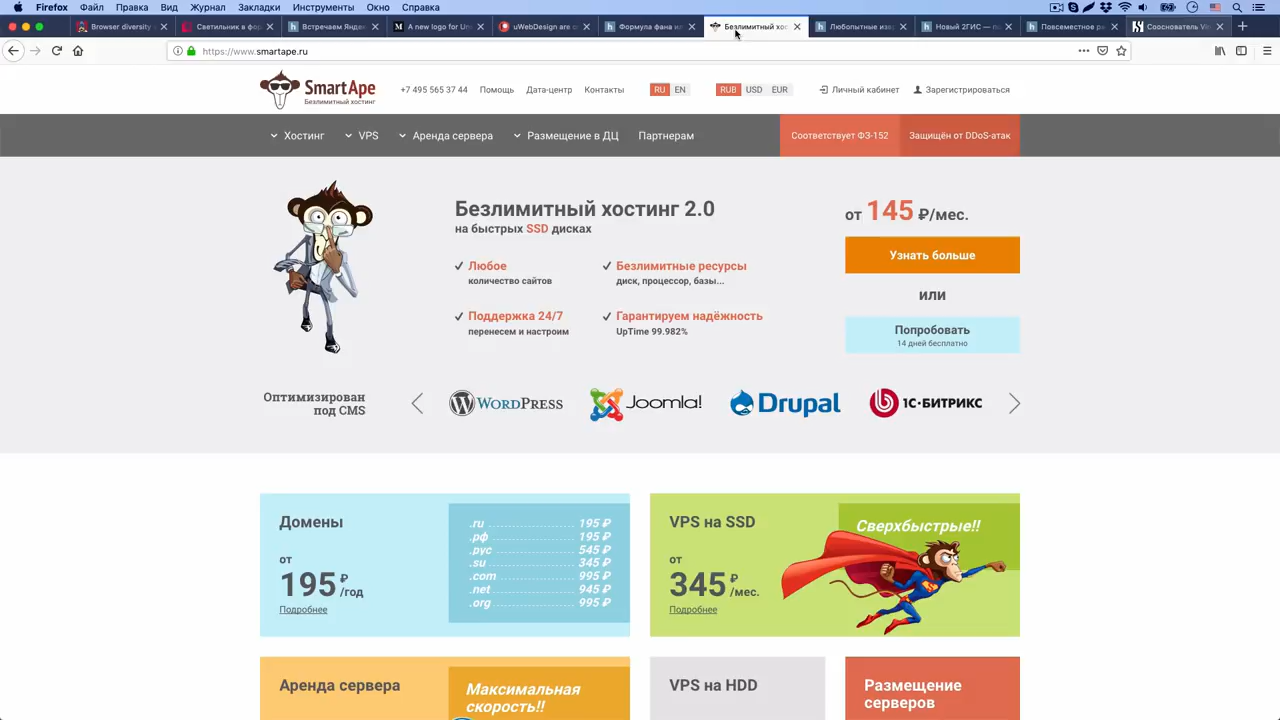 Firefox Файл Правка Вид Журнал Закладки Инструменты Окно Справка
Browser diversity
Светильник в фор
Встречаем Яндек
A new logo for Un
uWebDesign are c
Формула фана ил
Безлимитный хос
Любопытные изв
Новый 2ГИС — по
Повсеместное р
Сооснователь
https://www.smartape.ru
SmartApe
Безлимитный хостинг
+7 495 565 37 44 Помощь Дата-центр Контакты RU EN RUB USD EUR Личный кабинет Зарегистрироваться
Хостинг VPS Аренда сервера Размещение в ДЦ Партнерам Соответствует ФЗ-152 Защищён от DDoS-атак
Безлимитный хостинг 2.0
на быстрых SSD дисках
Любое
количество сайтов
Безлимитные ресурсы
диск, процессор, базы...
Поддержка 24/7
перенесем и настроим
Гарантируем надёжность
UpTime 99.982%
от 145 ₽/мес.
Узнать больше
или
Попробовать
14 дней бесплатно
Оптимизирован
под CMS
WORDPRESS
Joomla!
Drupal
1С-БИТРИКС
Домены
от
195 ₽/год
Подробнее
.ru 195 ₽
.рф 195 ₽
.рус 545 ₽
.su 345 ₽
.com 995 ₽
.net 945 ₽
.org 995 ₽
VPS на SSD
от
345 ₽/мес.
Подробнее
Сверхбыстрые!!
Аренда сервера
Максимальная
скорость!!
VPS на HDD
Размещение
серверов